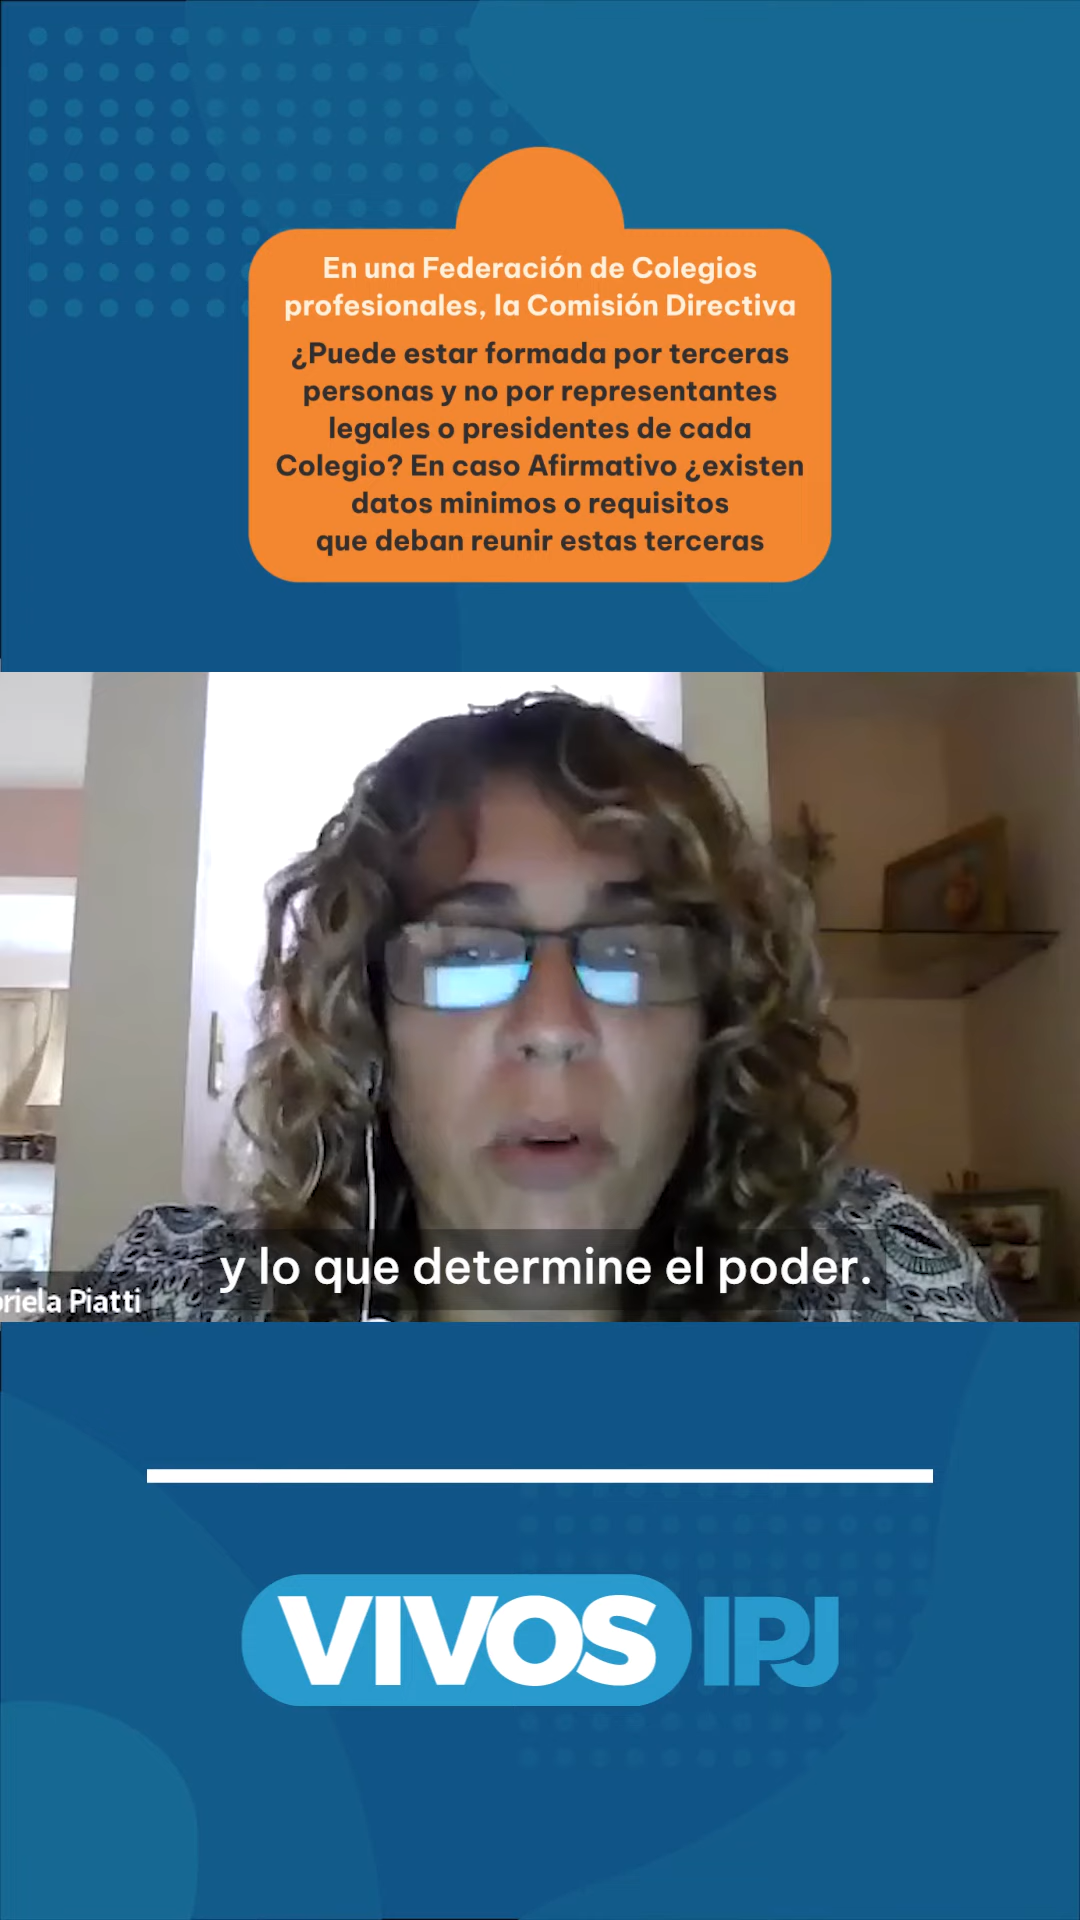 En una Federación de Colegios
profesionales, la Comisión Directiva
¿Puede estar formada por terceras
personas y no por representantes
legales o presidentes de cada
Colegio? En caso Afirmativo ¿existen
datos minimos o requisitos
que deban reunir estas terceras
y lo que determine el poder.
riela Piatti
VIVOS IPJ